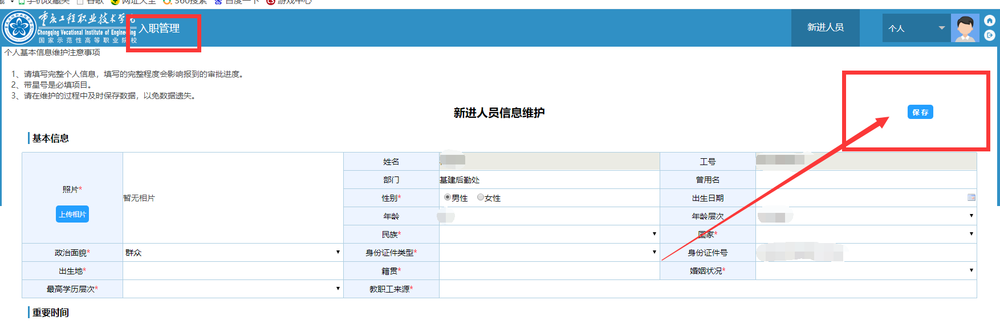 手机收藏夹 谷歌 网址大全 360搜索 百度一下 游戏中心
重庆工程职业技术学院
Chongqing Vocational Institute of Engineering
国家示范性高等职业院校
入职管理
新进人员
个人
个人基本信息维护注意事项
1、请填写完整个人信息，填写的完整程度会影响报到的审批进度。
2、带星号是必填项目。
3、请在维护的过程中及时保存数据，以免数据遗失。
新进人员信息维护
保存
基本信息
照片*
上传相片
暂无相片
姓名
工号
部门
基建后勤处
曾用名
性别*
男性 女性
出生日期
年龄
年龄层次
民族*
国家*
政治面貌*
群众
身份证件类型*
身份证件号
出生地*
籍贯*
婚姻状况*
最高学历层次*
教职工来源*
重要时间